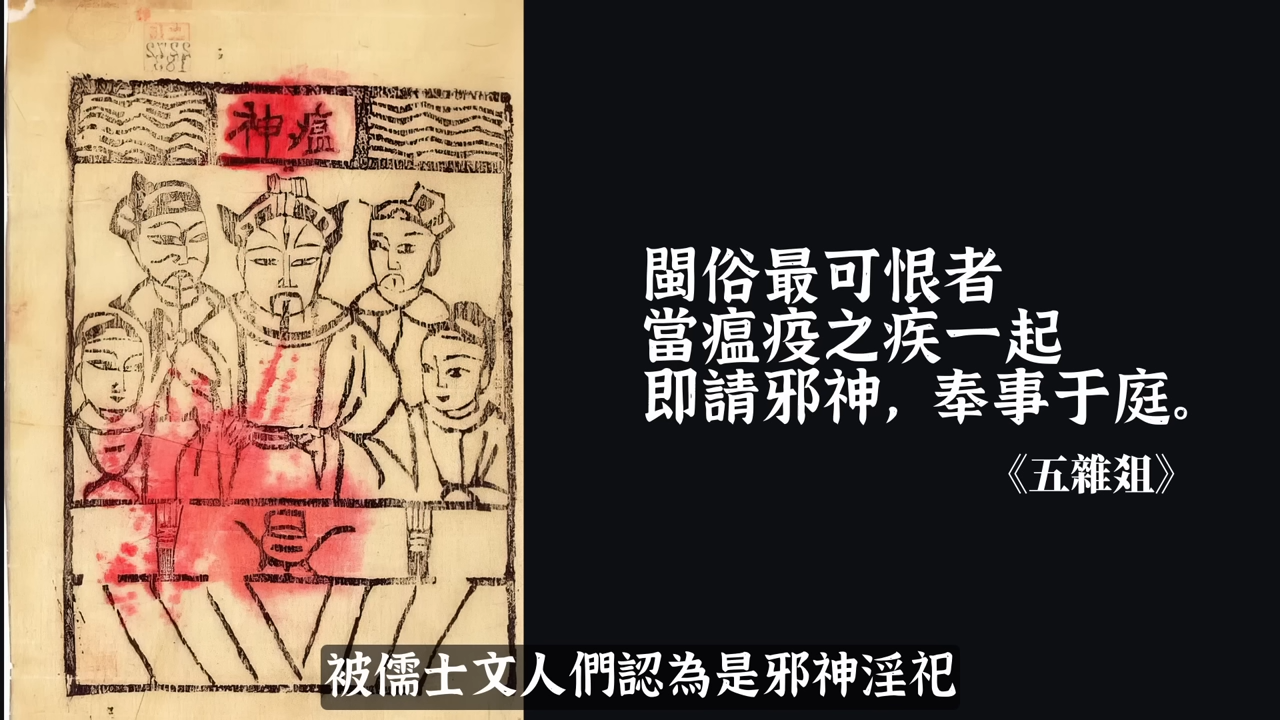 瘟神
閩俗最可恨者
當瘟疫之疾一起
即請邪神，奉事于庭。
《五雜俎》
被儒士文人們認為是邪神淫祀